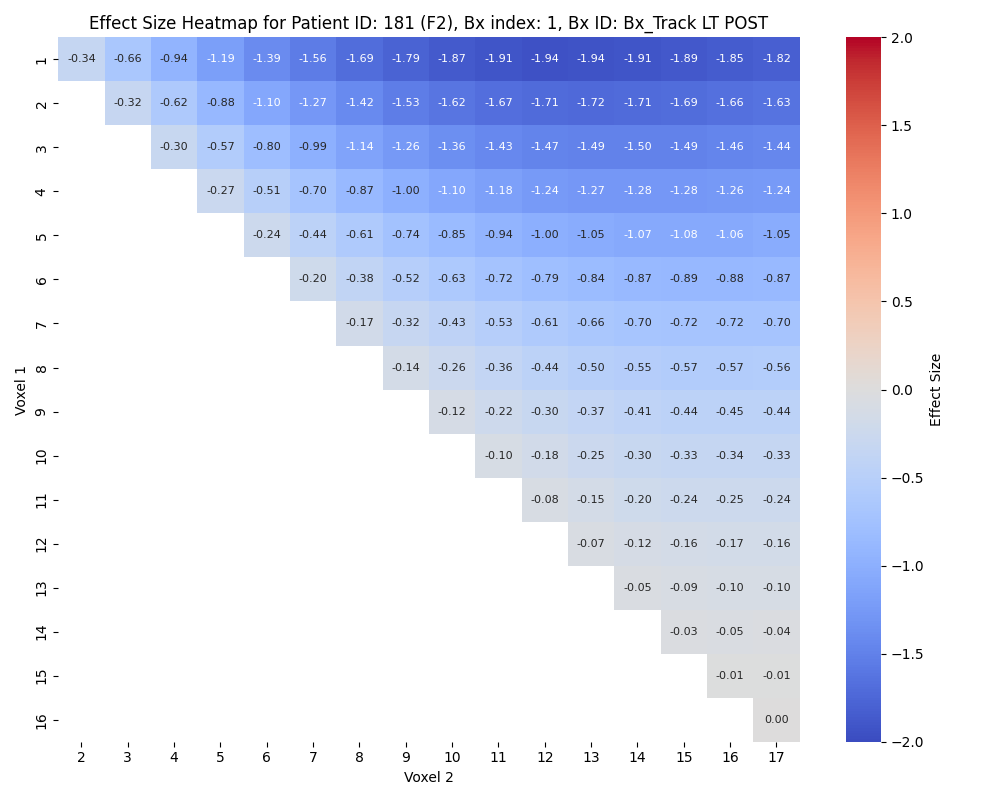 Effect Size Heatmap for Patient ID: 181 (F2), Bx index: 1, Bx ID: Bx_Track LT POST
1 -0.34 -0.66 -0.94 -1.19 -1.39 -1.56 -1.69 -1.79 -1.87 -1.91 -1.94 -1.94 -1.91 -1.89 -1.85 -1.82
2 -0.32 -0.62 -0.88 -1.10 -1.27 -1.42 -1.53 -1.62 -1.67 -1.71 -1.72 -1.71 -1.69 -1.66 -1.63
3 -0.30 -0.57 -0.80 -0.99 -1.14 -1.26 -1.36 -1.43 -1.47 -1.49 -1.50 -1.49 -1.46 -1.44
4 -0.27 -0.51 -0.70 -0.87 -1.00 -1.10 -1.18 -1.24 -1.27 -1.28 -1.28 -1.26 -1.24
5 -0.24 -0.44 -0.61 -0.74 -0.85 -0.94 -1.00 -1.05 -1.07 -1.08 -1.06 -1.05
6 -0.20 -0.38 -0.52 -0.63 -0.72 -0.79 -0.84 -0.87 -0.89 -0.88 -0.87
7 -0.17 -0.32 -0.43 -0.53 -0.61 -0.66 -0.70 -0.72 -0.72 -0.70
8 -0.14 -0.26 -0.36 -0.44 -0.50 -0.55 -0.57 -0.57 -0.56
9 -0.12 -0.22 -0.30 -0.37 -0.41 -0.44 -0.45 -0.44
10 -0.10 -0.18 -0.25 -0.30 -0.33 -0.34 -0.33
11 -0.08 -0.15 -0.20 -0.24 -0.25 -0.24
12 -0.07 -0.12 -0.16 -0.17 -0.16
13 -0.05 -0.09 -0.10 -0.10
14 -0.03 -0.05 -0.04
15 -0.01 -0.01
16 0.00
2 3 4 5 6 7 8 9 10 11 12 13 14 15 16 17
Voxel 2
Voxel 1
2.0
1.5
1.0
0.5
0.0
−0.5
−1.0
−1.5
−2.0
Effect Size